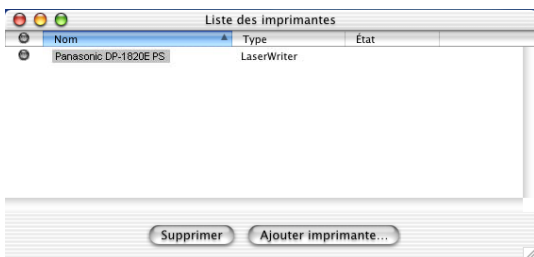 Liste des imprimantes
Nom Type État
Panasonic DP-1820E PS LaserWriter
Supprimer Ajouter imprimante...